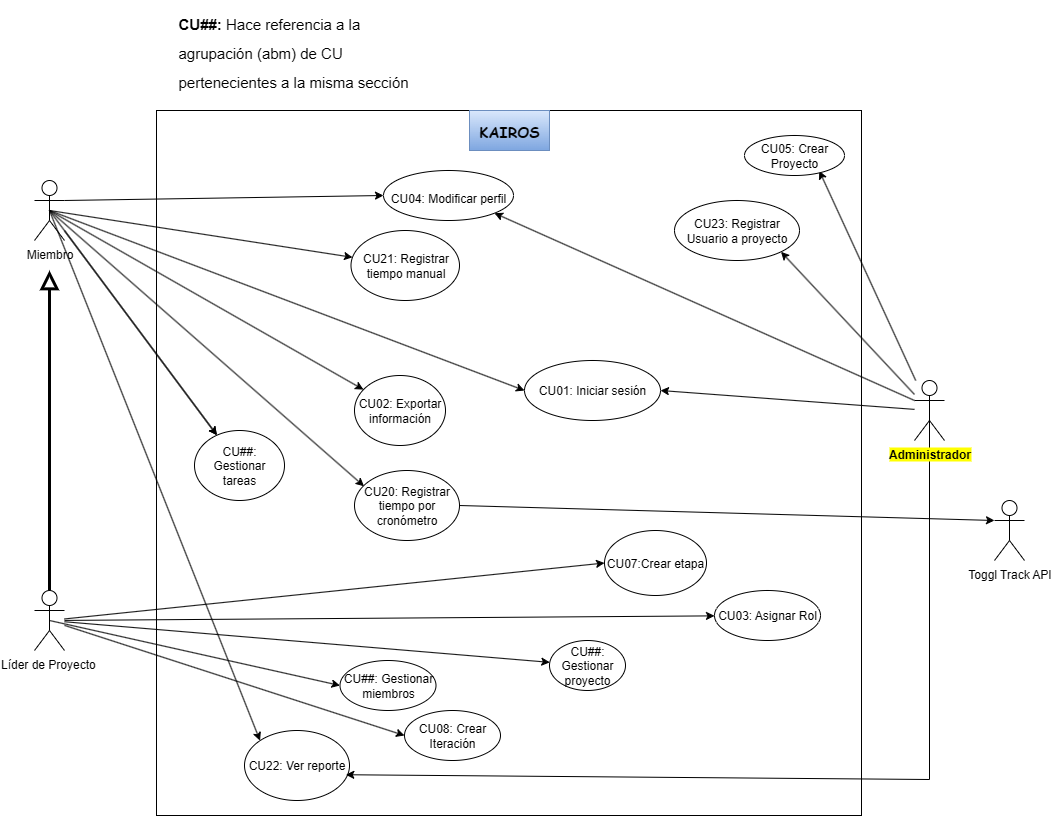 CU##: Hace referencia a la
agrupación (abm) de CU
pertenecientes a la misma sección
KAIROS
CU05: Crear
Proyecto
CU04: Modificar perfil
CU23: Registrar
Usuario a proyecto
Miembro
CU21: Registrar
tiempo manual
CU01: Iniciar sesión
CU02: Exportar
información
Administrador
CU##:
Gestionar
tareas
CU20: Registrar
tiempo por
cronómetro
Toggl Track API
CU07:Crear etapa
CU03: Asignar Rol
Líder de Proyecto
CU##:
Gestionar
proyecto
CU##: Gestionar
miembros
CU08: Crear
Iteración
CU22: Ver reporte